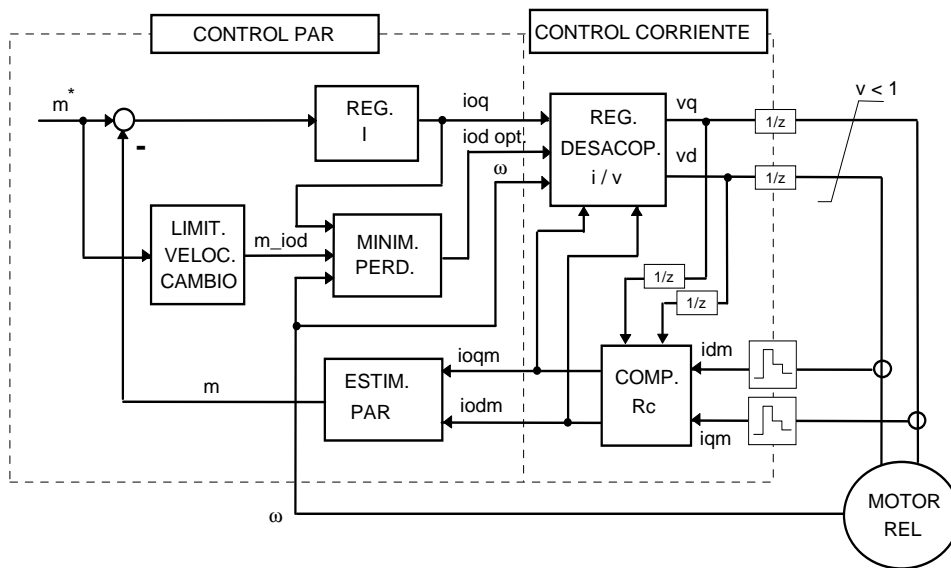 CONTROL PAR
CONTROL CORRIENTE
m*
-
REG.
I
ioq
iod opt.
ω
REG.
DESACOP.
i / v
vq
vd
1/z
1/z
v < 1
LIMIT.
VELOC.
CAMBIO
m_iod
MINIM.
PERD.
1/z
1/z
m
ESTIM.
PAR
ioqm
iodm
COMP.
Rc
idm
iqm
ω
MOTOR
REL